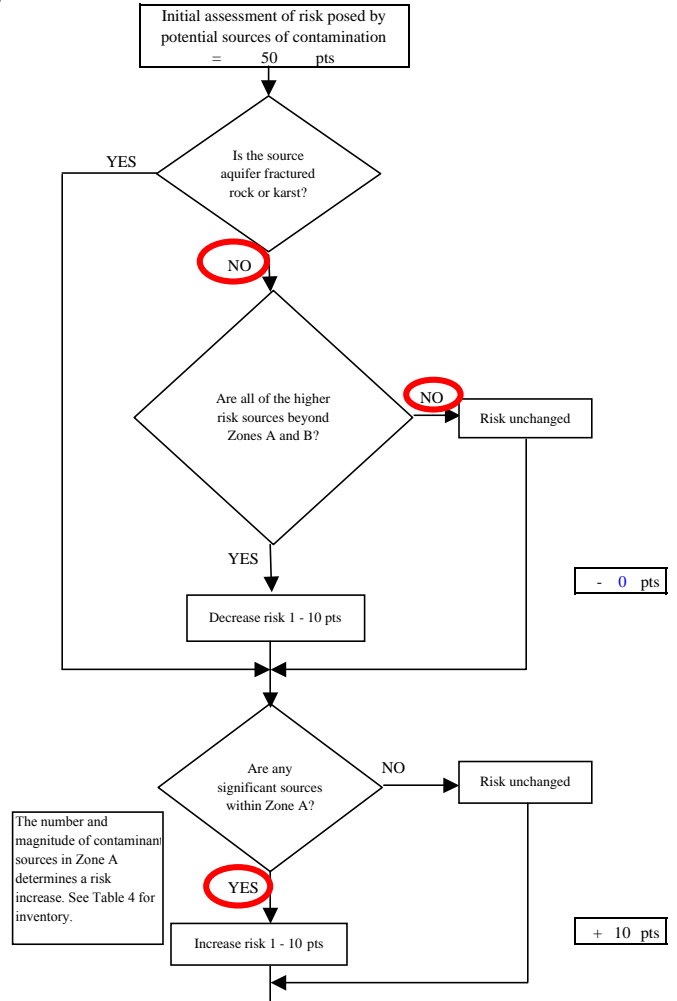 Initial assessment of risk posed by
potential sources of contamination
= 50 pts
YES
Is the source
aquifer fractured
rock or karst?
NO
Are all of the higher
risk sources beyond
Zones A and B?
NO
Risk unchanged
YES
- 0 pts
Decrease risk 1 - 10 pts
Are any
significant sources
within Zone A?
NO
Risk unchanged
The number and
magnitude of contaminant
sources in Zone A
determines a risk
increase. See Table 4 for
inventory.
YES
+ 10 pts
Increase risk 1 - 10 pts